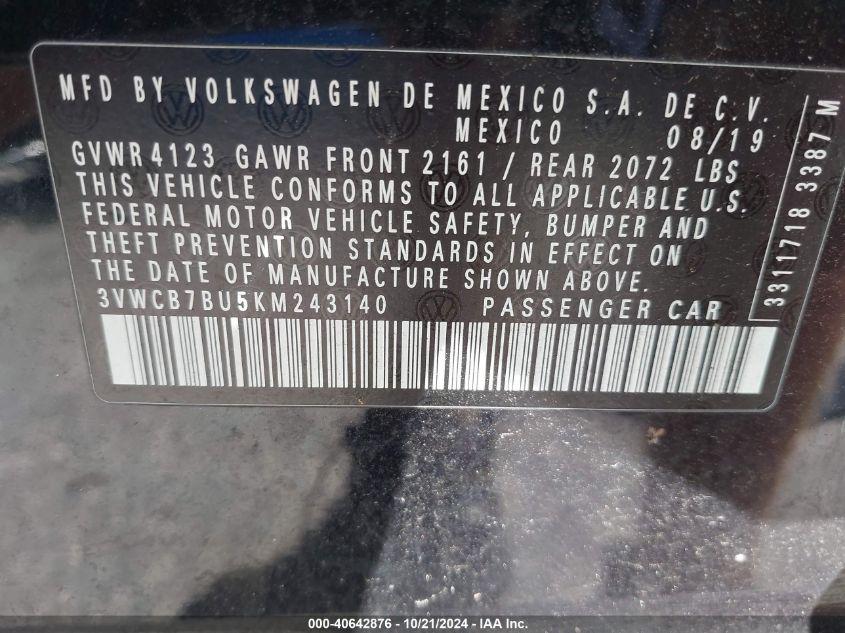 MFD BY VOLKSWAGEN DE MEXICO S.A. DE C.V.
MEXICO 08/19
GVWR 4123 GAWR FRONT 2161 / REAR 2072 LBS
THIS VEHICLE CONFORMS TO ALL APPLICABLE U.S.
FEDERAL MOTOR VEHICLE SAFETY, BUMPER AND
THEFT PREVENTION STANDARDS IN EFFECT ON
THE DATE OF MANUFACTURE SHOWN ABOVE.
3VWCB7BU5KM243140 PASSENGER CAR
3311718 3387 M
000-40642876 - 10/21/2024 - IAA Inc.